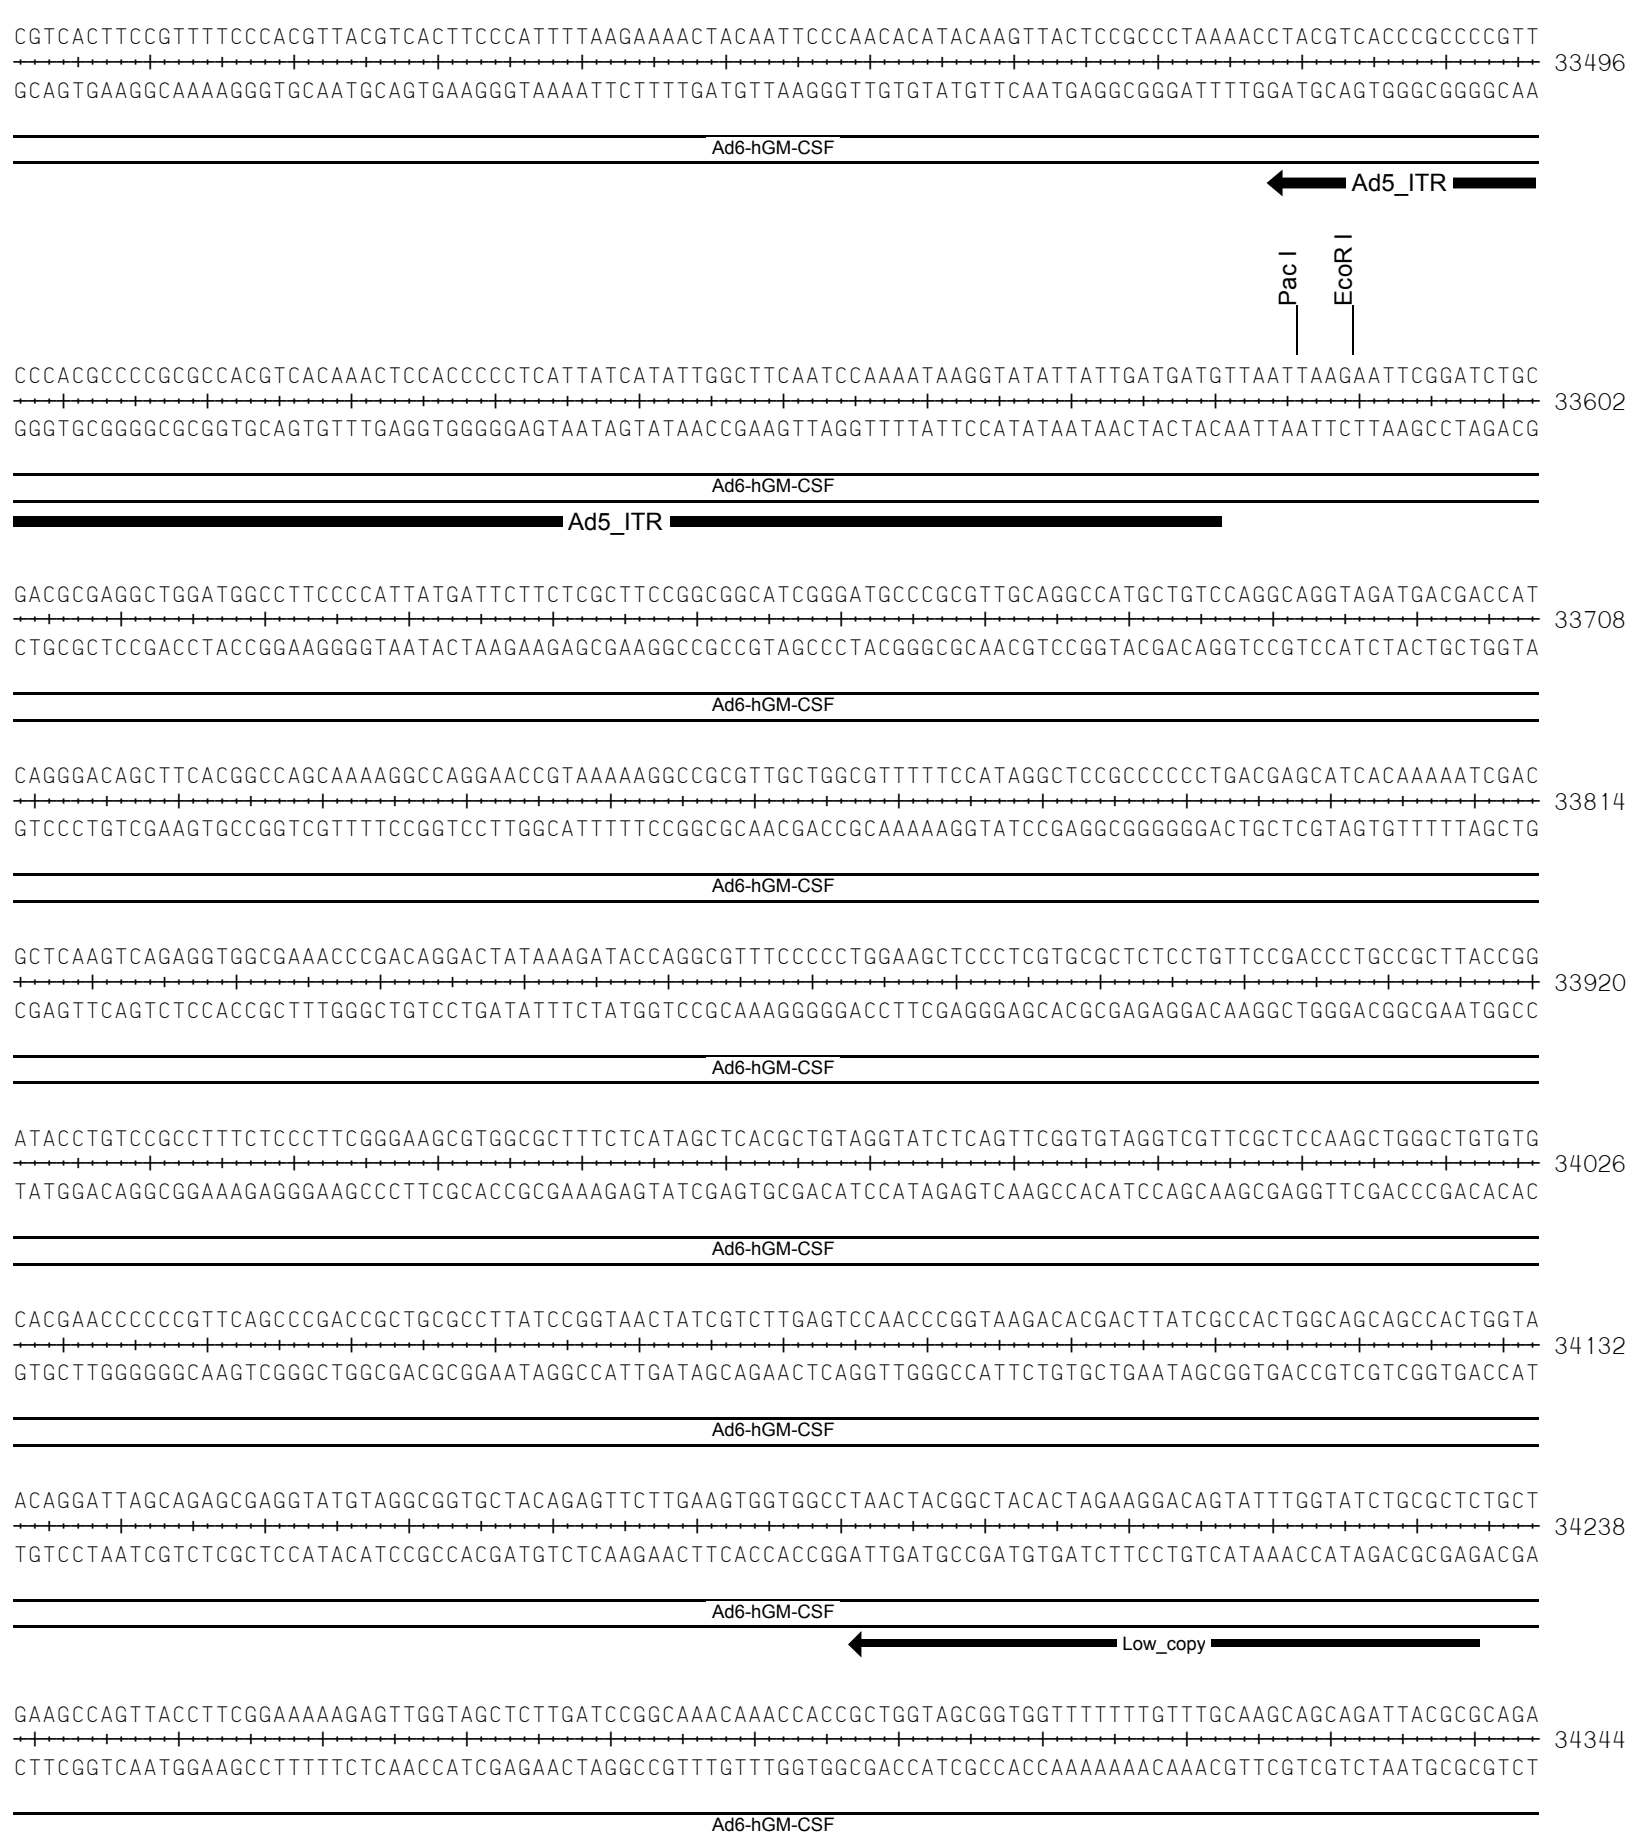 CGTCACTTCCGTTTTCCCACGTTACGTCACTTCCCATTTTAAGAAAACTACAATTCCCAACACATACAAGTTACTCCGCCCTAAAACCTACGTCACCCGCCCCGTT
33496
GCAGTGAAGGCAAAAGGGTGCAATGCAGTGAAGGGTAAAATTCTTTTGATGTTAAGGGTTGTGTATGTTCAATGAGGCGGGATTTTGGATGCAGTGGGCGGGGCAA
Ad6-hGM-CSF
Ad5_ITR
Pac I
EcoR I
CCCACGCCCCGCGCCACGTCACAAACTCCACCCCCTCATTATCATATTGGCTTCAATCCAAAATAAGGTATATTATTGATGATGTTAATTAAGAATTCGGATCTGC
33602
GGGTGCGGGGCGCGGTGCAGTGTTTGAGGTGGGGGAGTAATAGTATAACCGAAGTTAGGTTTTATTCCATATAATAACTACTACAATTAATTCTTAAGCCTAGACG
Ad6-hGM-CSF
Ad5_ITR
GACGCGAGGCTGGATGGCCTTCCCCATTATGATTCTTCTCGCTTCCGGCGGCATCGGGATGCCCGCGTTGCAGGCCATGCTGTCCAGGCAGGTAGATGACGACCAT
33708
CTGCGCTCCGACCTACCGGAAGGGGTAATACTAAGAAGAGCGAAGGCCGCCGTAGCCCTACGGGCGCAACGTCCGGTACGACAGGTCCGTCCATCTACTGCTGGTA
Ad6-hGM-CSF
CAGGGACAGCTTCACGGCCAGCAAAAGGCCAGGAACCGTAAAAAGGCCGCGTTGCTGGCGTTTTTCCATAGGCTCCGCCCCCCTGACGAGCATCACAAAAATCGAC
33814
GTCCCTGTCGAAGTGCCGGTCGTTTTCCGGTCCTTGGCATTTTTCCGGCGCAACGACCGCAAAAAGGTATCCGAGGCGGGGGGACTGCTCGTAGTGTTTTTAGCTG
Ad6-hGM-CSF
GCTCAAGTCAGAGGTGGCGAAACCCGACAGGACTATAAAGATACCAGGCGTTTCCCCCTGGAAGCTCCCTCGTGCGCTCTCCTGTTCCGACCCTGCCGCTTACCGG
33920
CGAGTTCAGTCTCCACCGCTTTGGGCTGTCCTGATATTTCTATGGTCCGCAAAGGGGGACCTTCGAGGGAGCACGCGAGAGGACAAGGCTGGGACGGCGAATGGCC
Ad6-hGM-CSF
ATACCTGTCCGCCTTTCTCCCTTCGGGAAGCGTGGCGCTTTCTCATAGCTCACGCTGTAGGTATCTCAGTTCGGTGTAGGTCGTTCGCTCCAAGCTGGGCTGTGTG
34026
TATGGACAGGCGGAAAGAGGGAAGCCCTTCGCACCGCGAAAGAGTATCGAGTGCGACATCCATAGAGTCAAGCCACATCCAGCAAGCGAGGTTCGACCCGACACAC
Ad6-hGM-CSF
CACGAACCCCCCGTTCAGCCCGACCGCTGCGCCTTATCCGGTAACTATCGTCTTGAGTCCAACCCGGTAAGACACGACTTATCGCCACTGGCAGCAGCCACTGGTA
34132
GTGCTTGGGGGGCAAGTCGGGCTGGCGACGCGGAATAGGCCATTGATAGCAGAACTCAGGTTGGGCCATTCTGTGCTGAATAGCGGTGACCGTCGTCGGTGACCAT
Ad6-hGM-CSF
ACAGGATTAGCAGAGCGAGGTATGTAGGCGGTGCTACAGAGTTCTTGAAGTGGTGGCCTAACTACGGCTACACTAGAAGGACAGTATTTGGTATCTGCGCTCTGCT
34238
TGTCCTAATCGTCTCGCTCCATACATCCGCCACGATGTCTCAAGAACTTCACCACCGGATTGATGCCGATGTGATCTTCCTGTCATAAACCATAGACGCGAGACGA
Ad6-hGM-CSF
Low_copy
GAAGCCAGTTACCTTCGGAAAAAGAGTTGGTAGCTCTTGATCCGGCAAACAAACCACCGCTGGTAGCGGTGGTTTTTTTGTTTGCAAGCAGCAGATTACGCGCAGA
34344
CTTCGGTCAATGGAAGCCTTTTTCTCAACCATCGAGAACTAGGCCGTTTGTTTGGTGGCGACCATCGCCACCAAAAAAACAAACGTTCGTCGTCTAATGCGCGTCT
Ad6-hGM-CSF